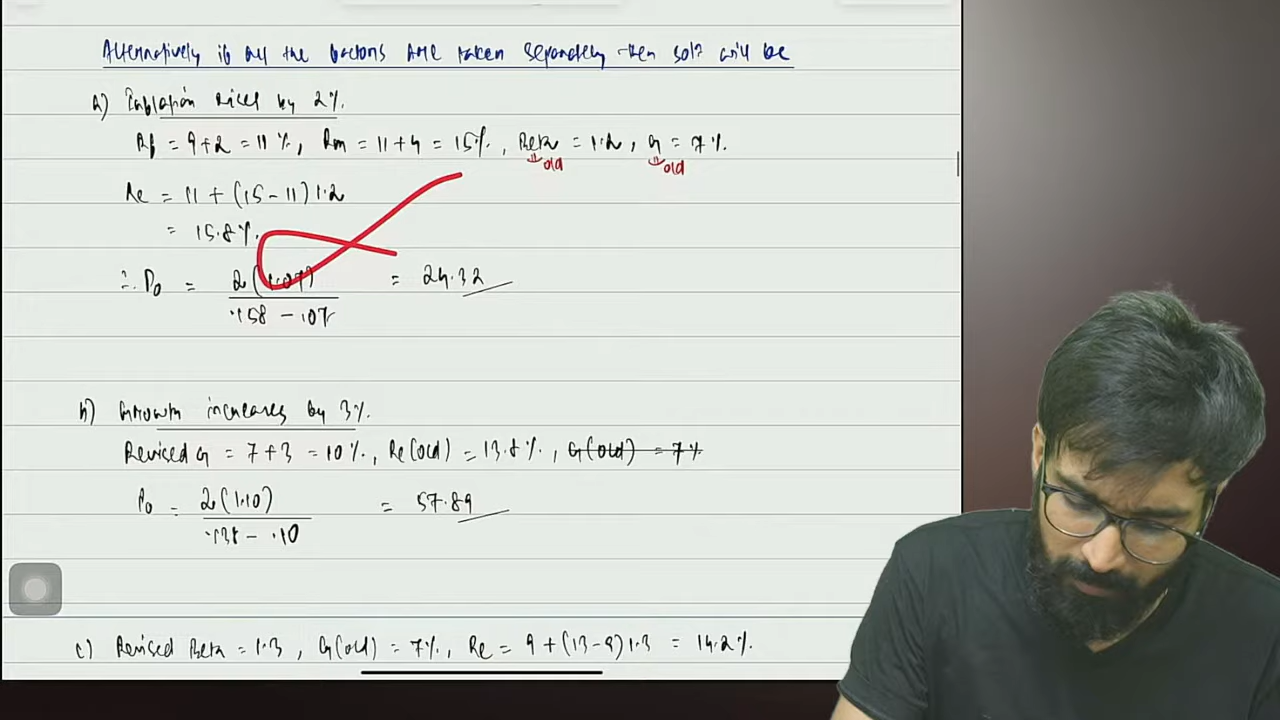 Alternatively if all the factors are taken separately then solⁿ will be
a) Inflation rises by 2%.
Rf = 9+2 = 11%, Rm = 11+4 = 15%, Beta = 1.2, G = 7%.
old old
Re = 11 + (15-11) 1.2
= 15.8%.
∴ P0 = 2(1.07) / .158 - .07 = 24.32
b) Growth increases by 3%.
Revised G = 7+3 = 10%, Re(old) = 13.8%, G(old) = 7%
P0 = 2(1.10) / .138 - .10 = 57.89
c) Revised Beta = 1.3, G(old) = 7%, Re = 9+(13-9)1.3 = 14.2%.